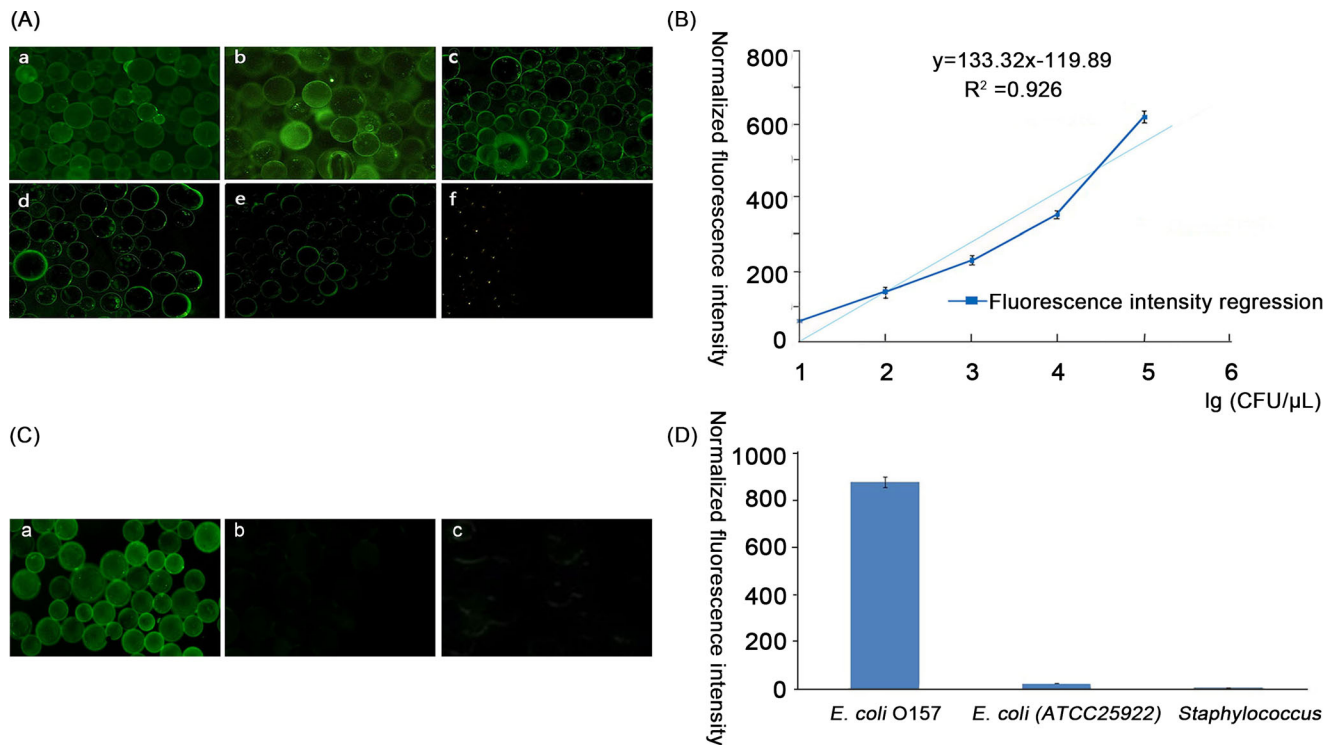 (A)
a
b
c
d
e
f
(B)
Normalized fluorescence intensity
800
600
400
200
0
y=133.32x-119.89
R² =0.926
Fluorescence intensity regression
1 2 3 4 5 6
lg (CFU/μL)
(C)
a
b
c
(D)
Normalized fluorescence intensity
1000
800
600
400
200
0
E. coli O157 E. coli (ATCC25922) Staphylococcus